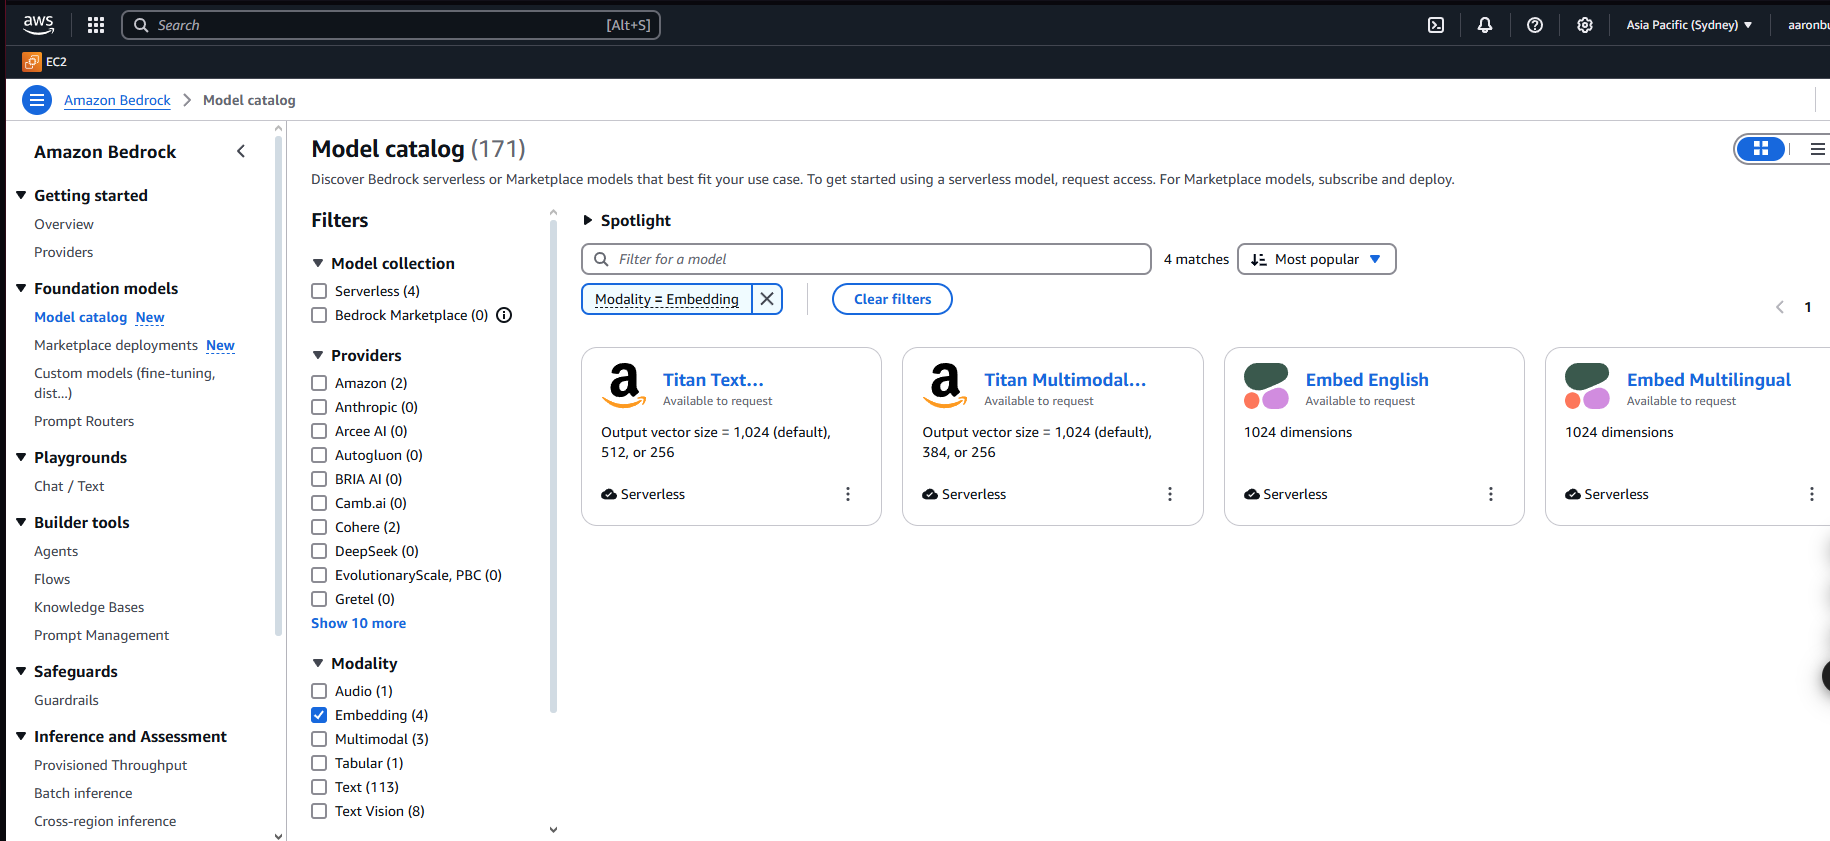 aws
Search
[Alt+S]
Asia Pacific (Sydney)
EC2
Amazon Bedrock
Model catalog
Amazon Bedrock
Getting started
Overview
Providers
Foundation models
Model catalog New
Marketplace deployments New
Custom models (fine-tuning,
dist...)
Prompt Routers
Playgrounds
Chat / Text
Builder tools
Agents
Flows
Knowledge Bases
Prompt Management
Safeguards
Guardrails
Inference and Assessment
Provisioned Throughput
Batch inference
Cross-region inference
Model catalog (171)
Discover Bedrock serverless or Marketplace models that best fit your use case. To get started using a serverless model, request access. For Marketplace models, subscribe and deploy.
Filters
Model collection
Serverless (4)
Bedrock Marketplace (0)
Providers
Amazon (2)
Anthropic (0)
Arcee AI (0)
Autogluon (0)
BRIA AI (0)
Camb.ai (0)
Cohere (2)
DeepSeek (0)
EvolutionaryScale, PBC (0)
Gretel (0)
Show 10 more
Modality
Audio (1)
Embedding (4)
Multimodal (3)
Tabular (1)
Text (113)
Text Vision (8)
Spotlight
Filter for a model
4 matches
Most popular
Modality = Embedding
Clear filters
1
Titan Text...
Available to request
Output vector size = 1,024 (default),
512, or 256
Serverless
Titan Multimodal...
Available to request
Output vector size = 1,024 (default),
384, or 256
Serverless
Embed English
Available to request
1024 dimensions
Serverless
Embed Multilingual
Available to request
1024 dimensions
Serverless